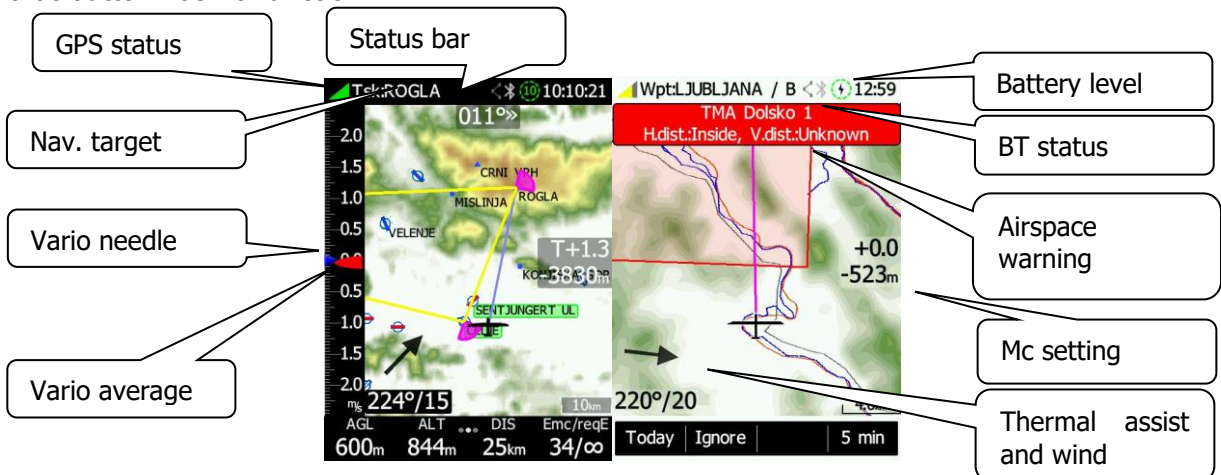 GPS status
Status bar
Nav. target
Vario needle
Vario average
Tsk:ROGLA
10
10:10:21
011°»
2.0
1.5
1.0
0.5
0.5
1.0
1.5
2.0
m/s
CRNI VRH
MISLINJA
ROGLA
VELENJE
T+1.3
-3830m
SENTJUNGERT UL
224°/15
10km
AGL
ALT
DIS
Emc/reqE
600m
844m
25km
34/∞
Wpt:LJUBLJANA / B
12:59
TMA Dolsko 1
H.dist.:Inside, V.dist.:Unknown
+0.0
-523m
220°/20
Today
Ignore
5 min
Battery level
BT status
Airspace
warning
Mc setting
Thermal assist
and wind